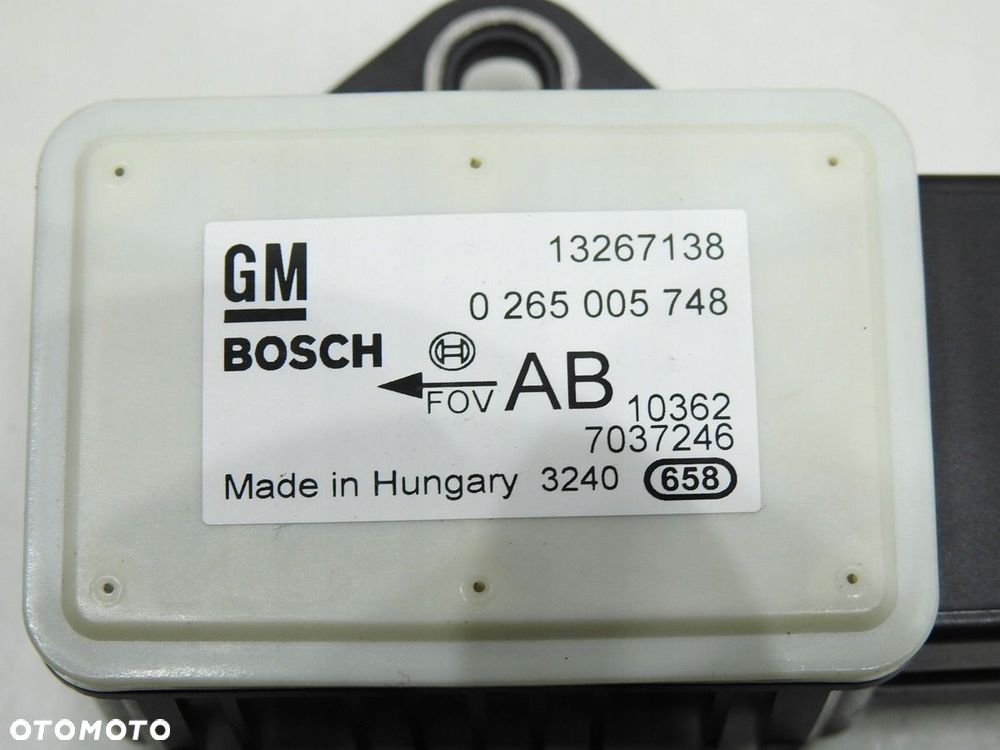 GM
13267138
0 265 005 748
BOSCH
FOV
AB
10362
7037246
Made in Hungary 3240 658
OTOMOTO